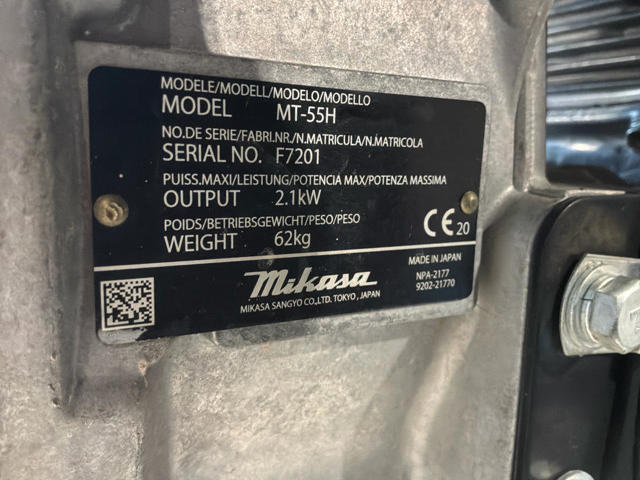 MODELE/MODELL/MODELO/MODELLO
MODEL MT-55H
NO.DE SERIE/FABRI.NR./N.MATRICULA/N.MATRICOLA
SERIAL NO. F7201
PUISS.MAXI/LEISTUNG/POTENCIA MAX/POTENZA MASSIMA
OUTPUT 2.1kW
POIDS/BETRIEBSGEWICHT/PESO/PESO
WEIGHT 62kg
CE 20
MADE IN JAPAN
mikasa
NPA-2177
MIKASA SANGYO CO.,LTD. TOKYO, JAPAN
9202-21770